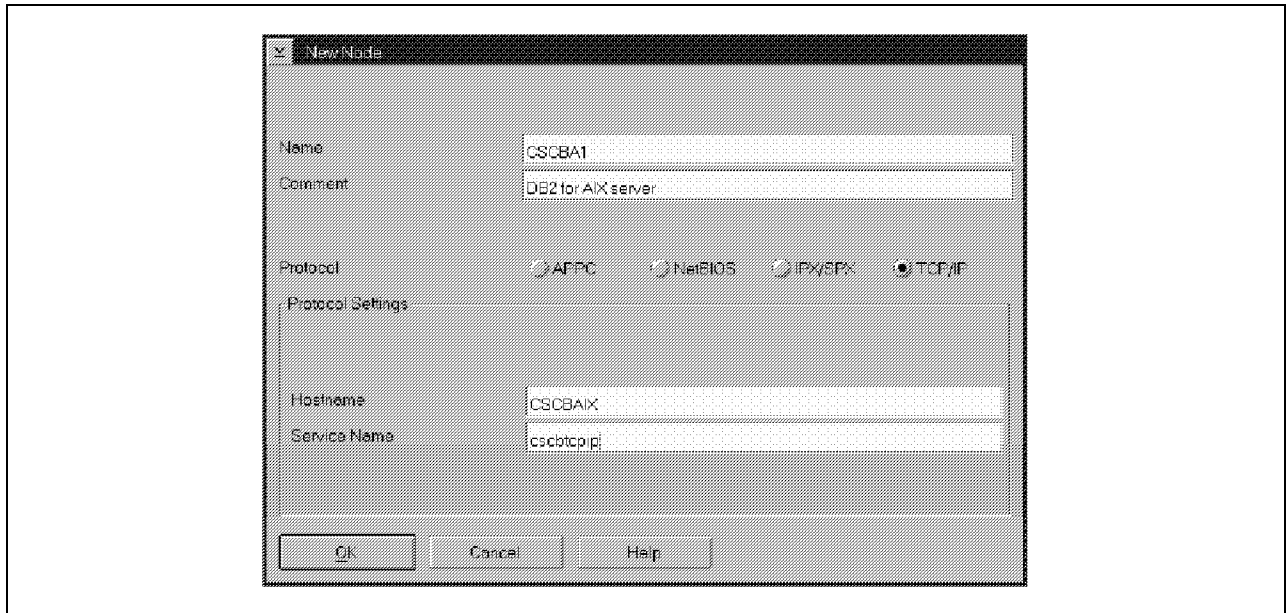 New Node
Name CSCBA1
Comment DB2 for AIX server
Protocol APPC NetBIOS IPX/SPX TCP/IP
Protocol Settings
Hostname CSCBAIX
Service Name cscbtcpip
OK Cancel Help